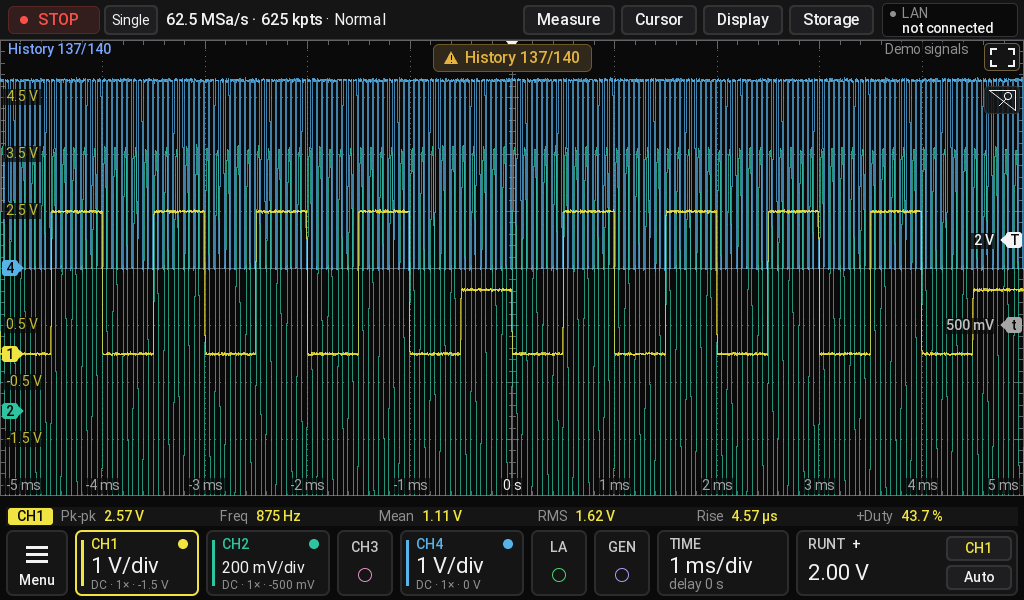 STOP
Single
62.5 MSa/s · 625 kpts · Normal
Measure
Cursor
Display
Storage
LAN
not connected
History 137/140
History 137/140
Demo signals
4.5 V
3.5 V
2.5 V
2 V
T
4
0.5 V
500 mV
t
1
-0.5 V
2
-1.5 V
-5 ms
-4 ms
-3 ms
-2 ms
-1 ms
0 s
1 ms
2 ms
3 ms
4 ms
5 ms
CH1 Pk-pk 2.57 V Freq 875 Hz Mean 1.11 V RMS 1.62 V Rise 4.57 µs +Duty 43.7 %
Menu
CH1
1 V/div
DC · 1× · -1.5 V
CH2
200 mV/div
DC · 1× · -500 mV
CH3
CH4
1 V/div
DC · 1× · 0 V
LA
GEN
TIME
1 ms/div
delay 0 s
RUNT +
2.00 V
CH1
Auto